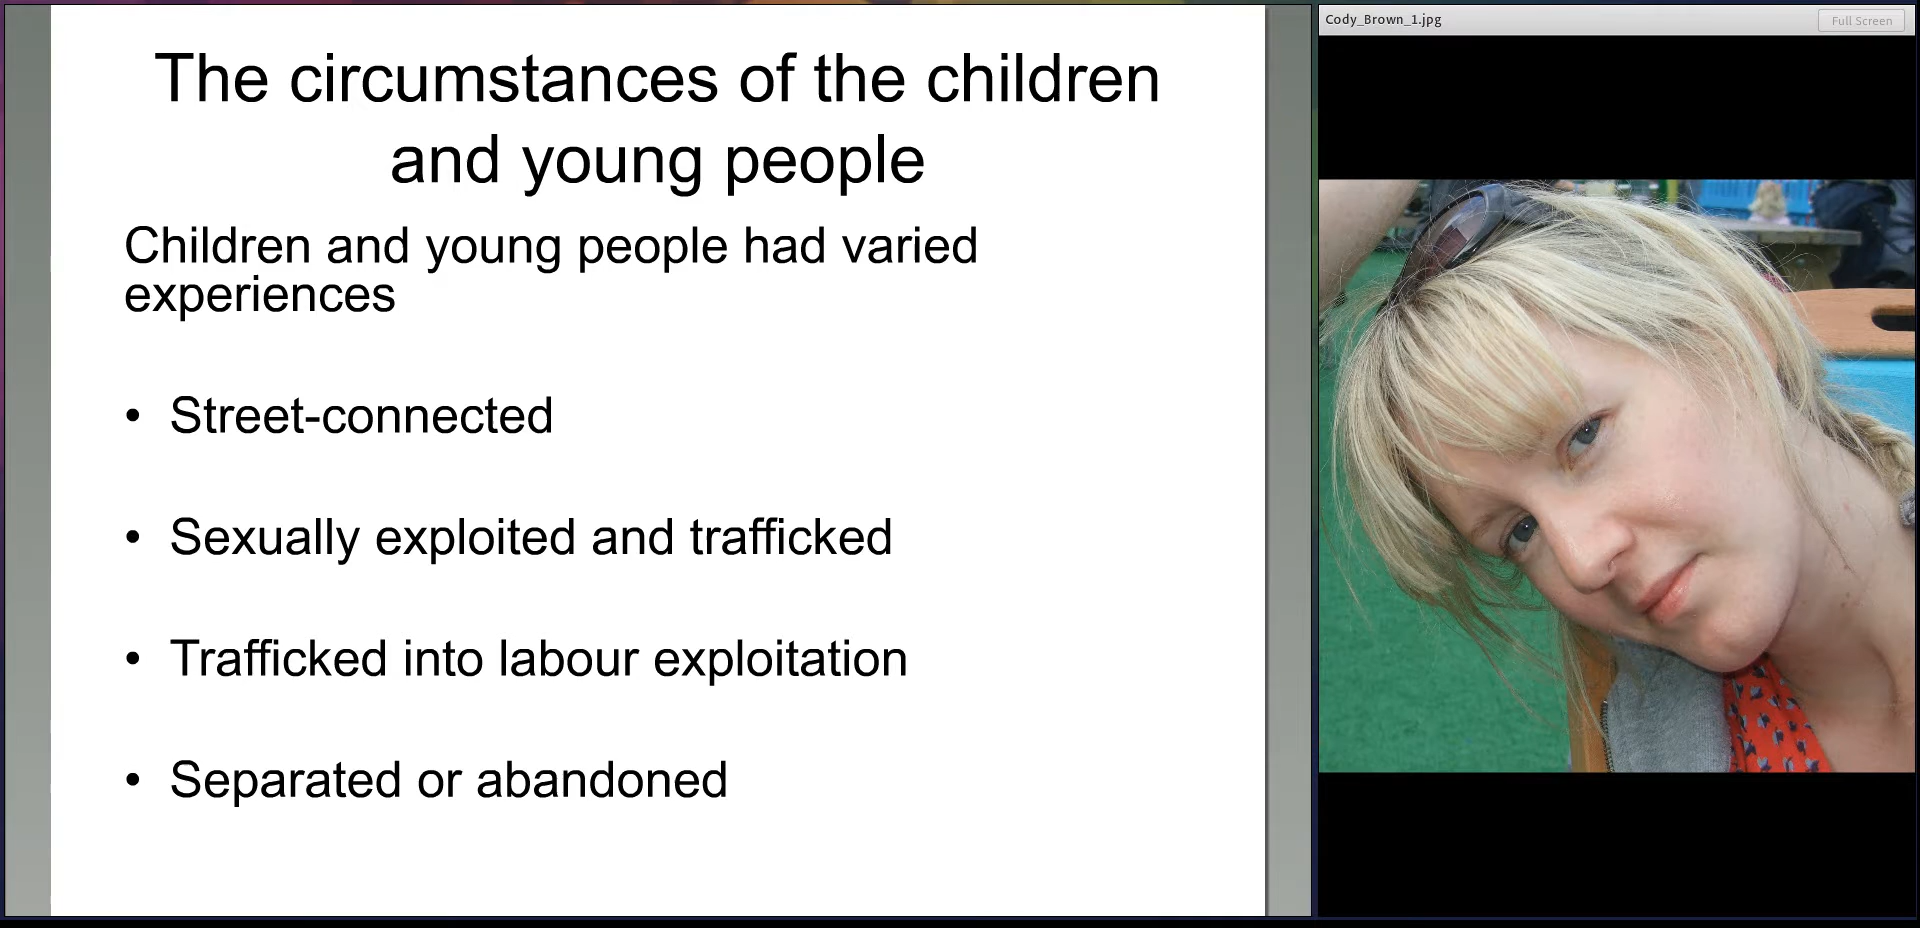 The circumstances of the children
and young people
Children and young people had varied
experiences
• Street-connected
• Sexually exploited and trafficked
• Trafficked into labour exploitation
• Separated or abandoned
Cody_Brown_1.jpg
Full Screen